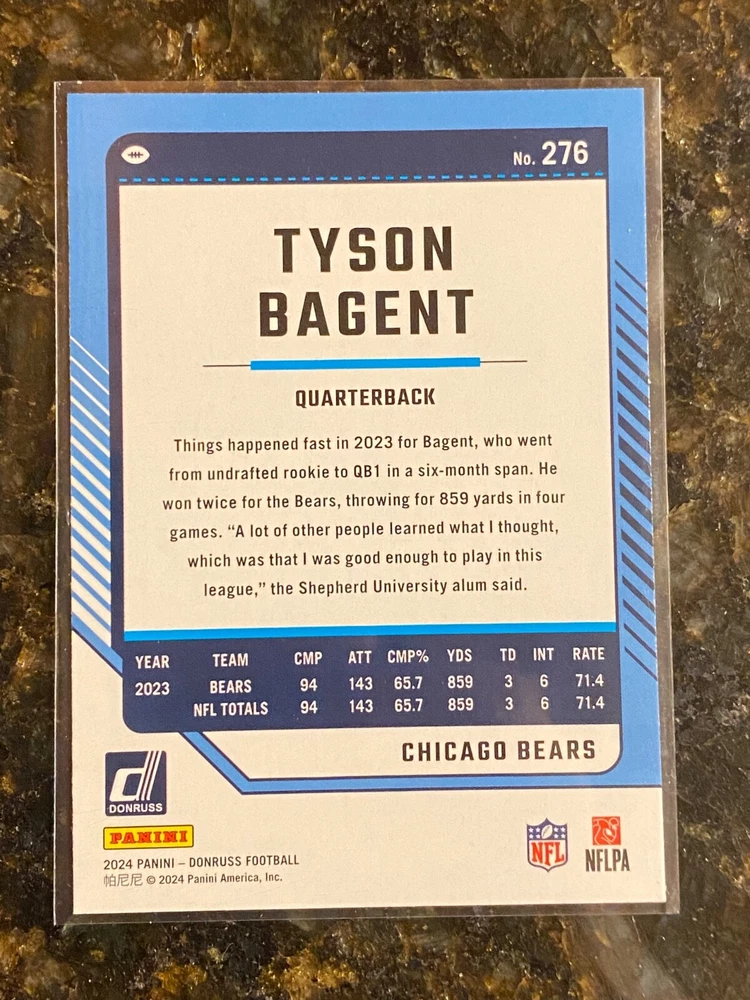 No. 276
TYSON
BAGENT
QUARTERBACK
Things happened fast in 2023 for Bagent, who went
from undrafted rookie to QB1 in a six-month span. He
won twice for the Bears, throwing for 859 yards in four
games. “A lot of other people learned what I thought,
which was that I was good enough to play in this
league,” the Shepherd University alum said.
YEAR TEAM CMP ATT CMP% YDS TD INT RATE
2023 BEARS 94 143 65.7 859 3 6 71.4
NFL TOTALS 94 143 65.7 859 3 6 71.4
CHICAGO BEARS
d
DONRUSS
PANINI
2024 PANINI – DONRUSS FOOTBALL
帕尼尼 © 2024 Panini America, Inc.
NFL
NFLPA